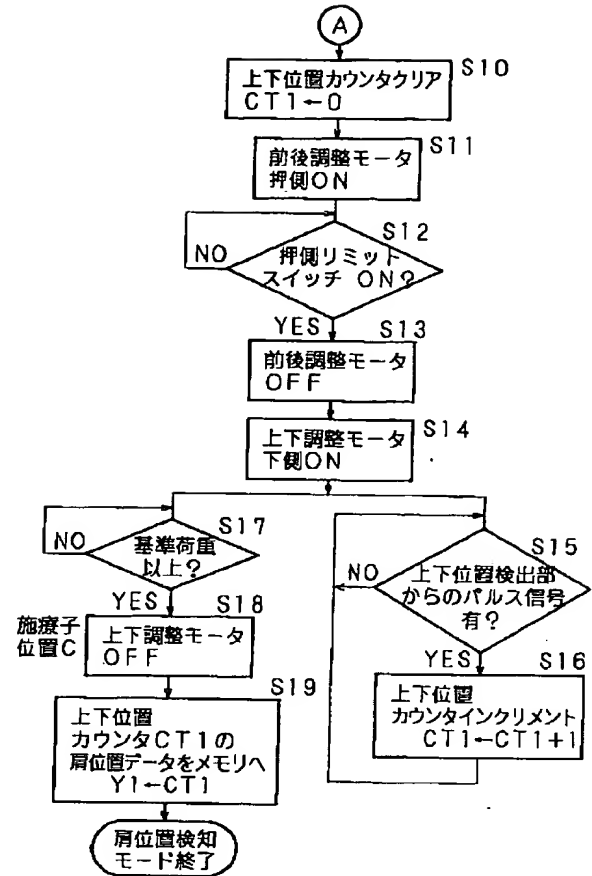 A
S10
上下位置カウンタクリア
CT1←0
S11
前後調整モータ
押側ON
S12
押側リミット
スイッチ ON?
NO
YES
S13
前後調整モータ
OFF
S14
上下調整モータ
下側ON
S17
基準荷重
以上?
NO
YES
S18
施療子
位置C
上下調整モータ
OFF
S19
上下位置
カウンタCT1の
肩位置データをメモリへ
Y1←CT1
肩位置検知
モード終了
S15
上下位置検出部
からのパルス信号
有?
NO
YES
S16
上下位置
カウンタインクリメント
CT1←CT1+1